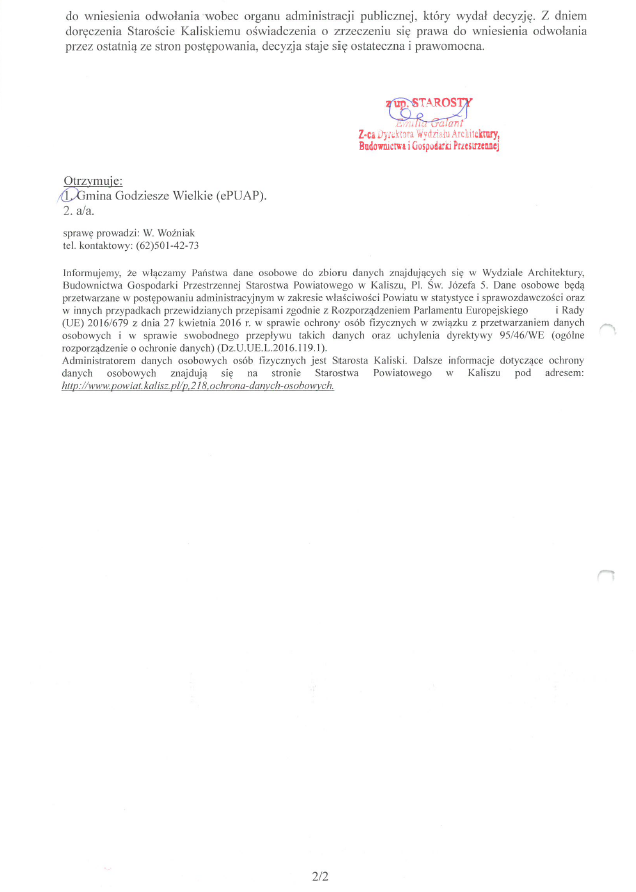 do wniesienia odwołania wobec organu administracji publicznej, który wydał decyzję. Z dniem
doręczenia Staroście Kaliskiemu oświadczenia o zrzeczeniu się prawa do wniesienia odwołania
przez ostatnią ze stron postępowania, decyzja staje się ostateczna i prawomocna.
z up. STAROSTY
Emilia Galant
Z-ca Dyrektora Wydziału Architektury,
Budownictwa i Gospodarki Przestrzennej
Otrzymuje:
1. Gmina Godziesze Wielkie (ePUAP).
2. a/a.
sprawę prowadzi: W. Woźniak
tel. kontaktowy: (62)501-42-73
Informujemy, że włączamy Państwa dane osobowe do zbioru danych znajdujących się w Wydziale Architektury,
Budownictwa Gospodarki Przestrzennej Starostwa Powiatowego w Kaliszu, Pl. Św. Józefa 5. Dane osobowe będą
przetwarzane w postępowaniu administracyjnym w zakresie właściwości Powiatu w statystyce i sprawozdawczości oraz
w innych przypadkach przewidzianych przepisami zgodnie z Rozporządzeniem Parlamentu Europejskiego i Rady
(UE) 2016/679 z dnia 27 kwietnia 2016 r. w sprawie ochrony osób fizycznych w związku z przetwarzaniem danych
osobowych i w sprawie swobodnego przepływu takich danych oraz uchylenia dyrektywy 95/46/WE (ogólne
rozporządzenie o ochronie danych) (Dz.U.UE.L.2016.119.1).
Administratorem danych osobowych osób fizycznych jest Starosta Kaliski. Dalsze informacje dotyczące ochrony
danych osobowych znajdują się na stronie Starostwa Powiatowego w Kaliszu pod adresem:
http://www.powiat.kalisz.pl/p,218,ochrona-danych-osobowych.
2/2